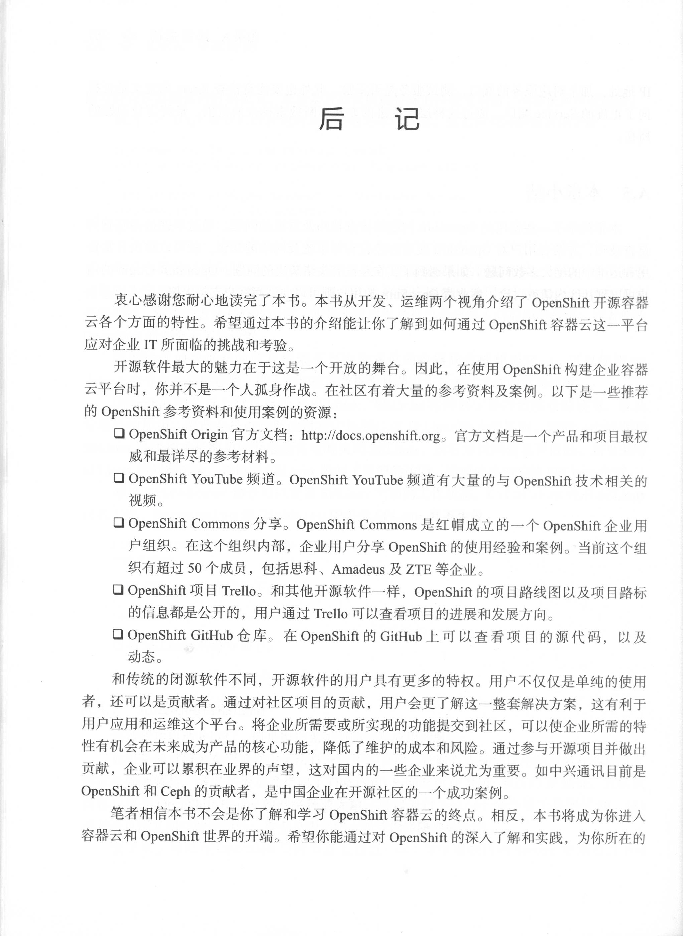 后 记
衷心感谢您耐心地读完了本书。本书从开发、运维两个视角介绍了 OpenShift 开源容器
云各个方面的特性。希望通过本书的介绍能让你了解到如何通过 OpenShift 容器云这一平台
应对企业 IT 所面临的挑战和考验。
开源软件最大的魅力在于这是一个开放的舞台。因此，在使用 OpenShift 构建企业容器
云平台时，你并不是一个人孤身作战。在社区有着大量的参考资料及案例。以下是一些推荐
的 OpenShift 参考资料和使用案例的资源：
❑ OpenShift Origin 官方文档：http://docs.openshift.org。官方文档是一个产品和项目最权
威和最详尽的参考材料。
❑ OpenShift YouTube 频道。OpenShift YouTube 频道有大量的与 OpenShift 技术相关的
视频。
❑ OpenShift Commons 分享。OpenShift Commons 是红帽成立的一个 OpenShift 企业用
户组织。在这个组织内部，企业用户分享 OpenShift 的使用经验和案例。当前这个组
织有超过 50 个成员，包括思科、Amadeus 及 ZTE 等企业。
❑ OpenShift 项目 Trello。和其他开源软件一样，OpenShift 的项目路线图以及项目路标
的信息都是公开的，用户通过 Trello 可以查看项目的进展和发展方向。
❑ OpenShift GitHub 仓库。在 OpenShift 的 GitHub 上可以查看项目的源代码，以及
动态。
和传统的闭源软件不同，开源软件的用户具有更多的特权。用户不仅仅是单纯的使用
者，还可以是贡献者。通过对社区项目的贡献，用户会更了解这一整套解决方案，这有利于
用户应用和运维这个平台。将企业所需要或所实现的功能提交到社区，可以使企业所需的特
性有机会在未来成为产品的核心功能，降低了维护的成本和风险。通过参与开源项目并做出
贡献，企业可以累积在业界的声望，这对国内的一些企业来说尤为重要。如中兴通讯目前是
OpenShift 和 Ceph 的贡献者，是中国企业在开源社区的一个成功案例。
笔者相信本书不会是你了解和学习 OpenShift 容器云的终点。相反，本书将成为你进入
容器云和 OpenShift 世界的开端。希望你能通过对 OpenShift 的深入了解和实践，为你所在的